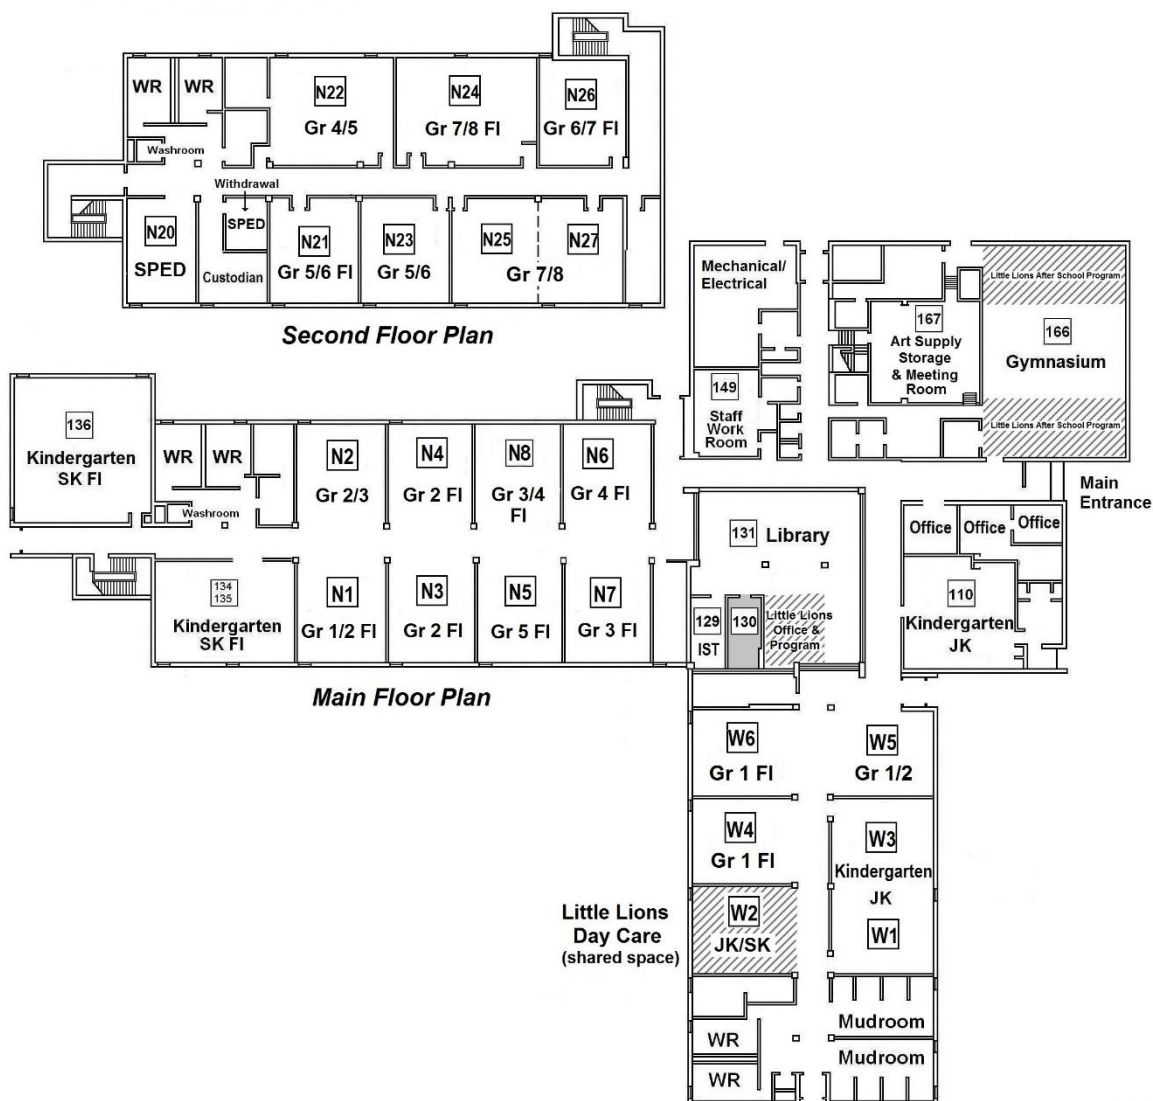 WR
WR
N22
Gr 4/5
N24
Gr 7/8 FI
N26
Gr 6/7 FI
Washroom
Withdrawal
SPED
N20
SPED
Custodian
N21
Gr 5/6 FI
N23
Gr 5/6
N25
N27
Gr 7/8
Second Floor Plan
Mechanical/
Electrical
149
Staff
Work
Room
167
Art Supply
Storage
& Meeting
Room
Little Lions After School Program
166
Gymnasium
Little Lions After School Program
Main
Entrance
136
Kindergarten
SK FI
WR
WR
Washroom
N2
Gr 2/3
N4
Gr 2 FI
N8
Gr 3/4
FI
N6
Gr 4 FI
134
135
Kindergarten
SK FI
N1
Gr 1/2 FI
N3
Gr 2 FI
N5
Gr 5 FI
N7
Gr 3 FI
Main Floor Plan
131
Library
129
IST
130
Little Lions
Office &
Program
Office
Office
Office
110
Kindergarten
JK
W6
Gr 1 FI
W5
Gr 1/2
W4
Gr 1 FI
W3
Kindergarten
JK
W1
W2
JK/SK
Little Lions
Day Care
(shared space)
WR
WR
Mudroom
Mudroom